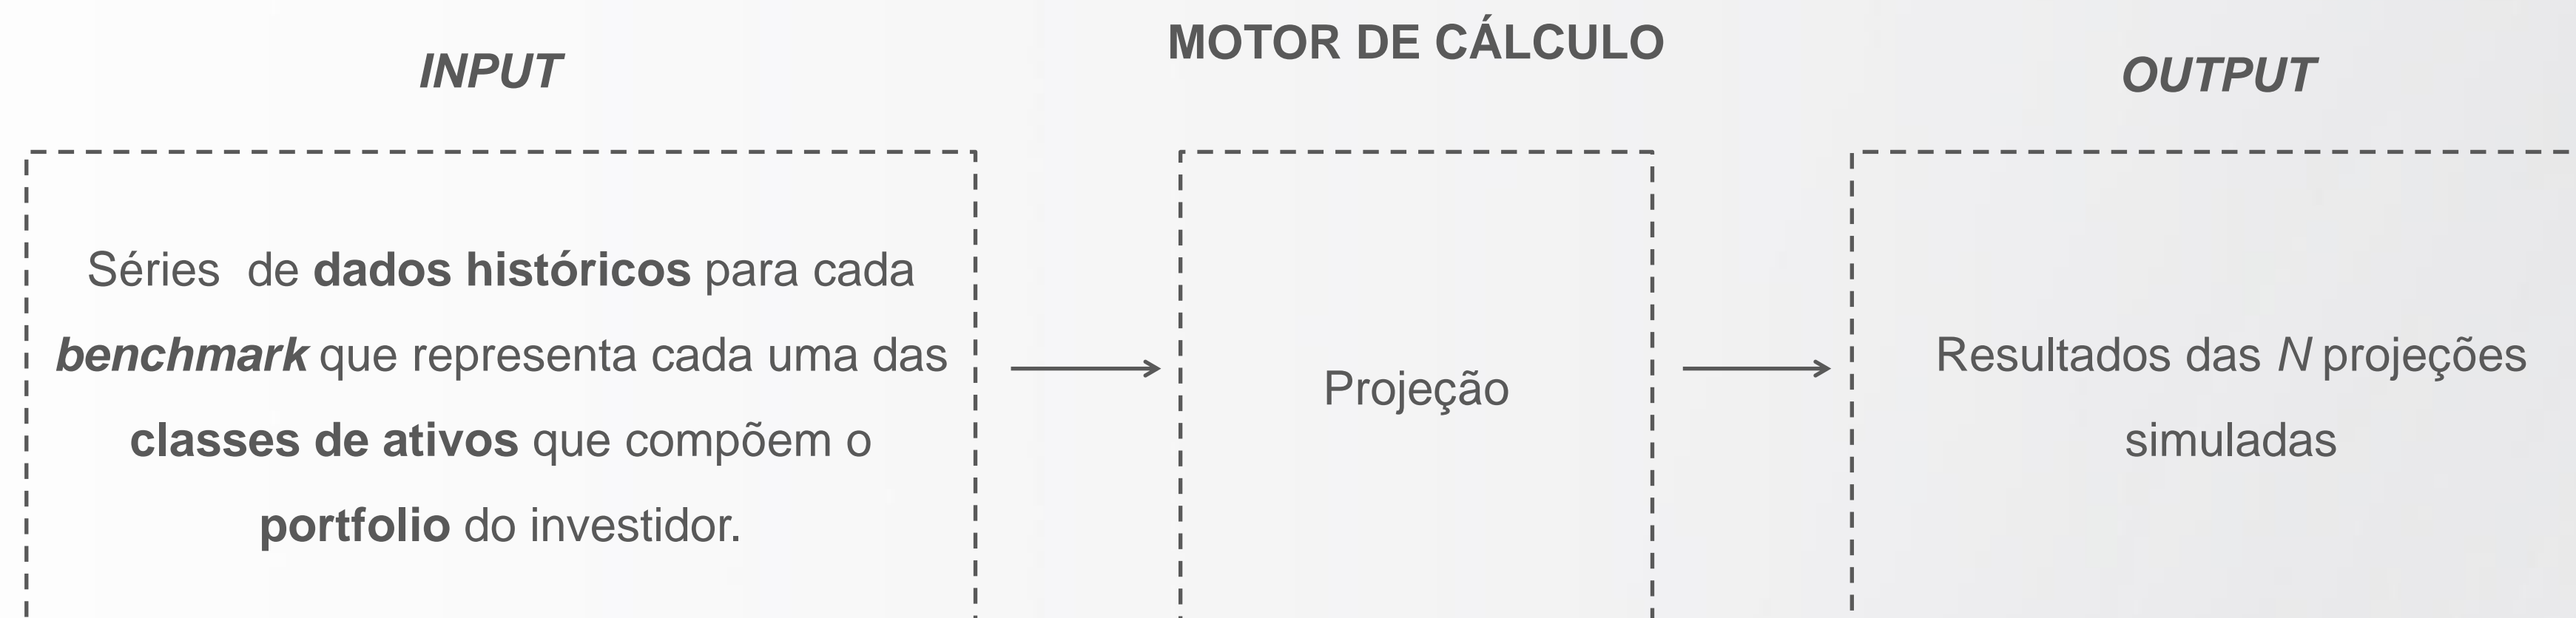 INPUT
MOTOR DE CÁLCULO
OUTPUT
Séries de dados históricos para cada
benchmark que representa cada uma das
classes de ativos que compõem o
portfolio do investidor.
Projeção
Resultados das N projeções
simuladas